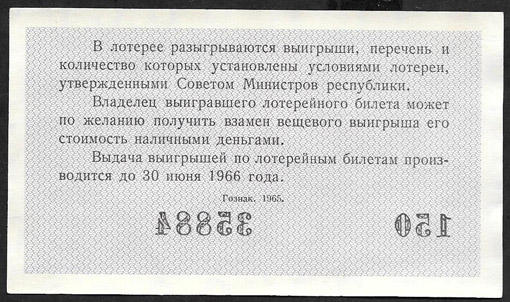 В лотерее разыгрываются выигрыши, перечень и
количество которых установлены условиями лотереи,
утвержденными Советом Министров республики.
Владелец выигравшего лотерейного билета может
по желанию получить взамен вещевого выигрыша его
стоимость наличными деньгами.
Выдача выигрышей по лотерейным билетам произ-
водится до 30 июня 1966 года.
Гознак. 1965.
35884 150